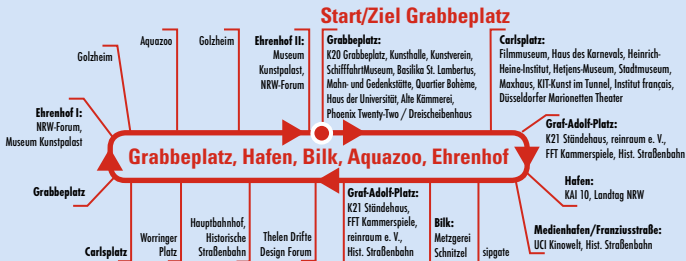 Start/Ziel Grabbeplatz
Golzheim
Aquazoo
Golzheim
Ehrenhof II:
Museum
Kunstpalast,
NRW-Forum
Grabbeplatz:
K20 Grabbeplatz, Kunsthalle, Kunstverein,
SchifffahrtMuseum, Basilika St. Lambertus,
Mahn- und Gedenkstätte, Quartier Bohème,
Haus der Universität, Alte Kämmerei,
Phoenix Twenty-Two / Dreischeibenhaus
Carlsplatz:
Filmmuseum, Haus des Karnevals, Heinrich-
Heine-Institut, Hetjens-Museum, Stadtmuseum,
Maxhaus, KIT-Kunst im Tunnel, Institut français,
Düsseldorfer Marionetten Theater
Ehrenhof I:
NRW-Forum,
Museum Kunstpalast
Graf-Adolf-Platz:
K21 Ständehaus, reinraum e. V.,
FFT Kammerspiele, Hist. Straßenbahn
Grabbeplatz, Hafen, Bilk, Aquazoo, Ehrenhof
Grabbeplatz
Hafen:
KAI 10, Landtag NRW
Medienhafen/Franziusstraße:
UCI Kinowelt, Hist. Straßenbahn
Carlsplatz
Worringer
Platz
Hauptbahnhof,
Historische
Straßenbahn
Thelen Drifte
Design Forum
Graf-Adolf-Platz:
K21 Ständehaus,
FFT Kammerspiele,
reinraum e. V.,
Hist. Straßenbahn
Bilk:
Metzgerei
Schnitzel
sipgate